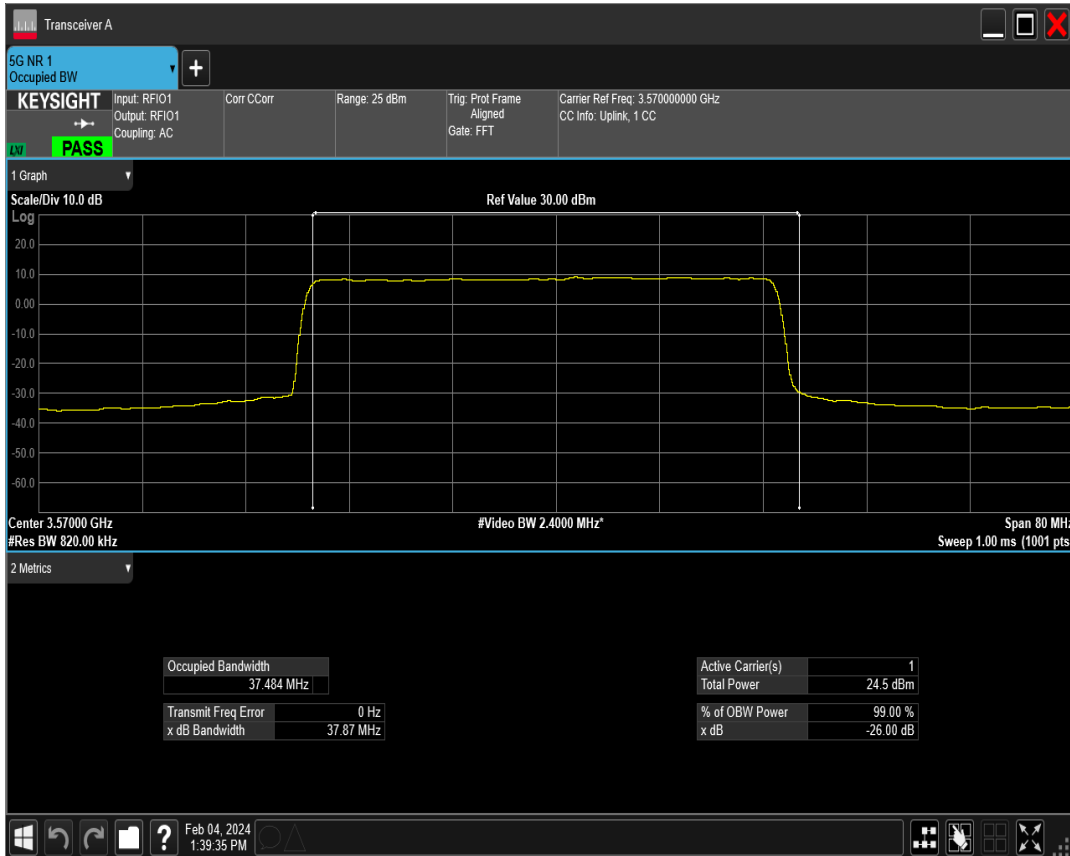 Transceiver A
5G NR 1
Occupied BW
KEYSIGHT
LXI
PASS
Input: RFIO1
Output: RFIO1
Coupling: AC
Corr CCorr
Range: 25 dBm
Trig: Prot Frame
Aligned
Gate: FFT
Carrier Ref Freq: 3.570000000 GHz
CC Info: Uplink, 1 CC
1 Graph
Scale/Div 10.0 dB
Ref Value 30.00 dBm
Log
20.0
10.0
0.00
-10.0
-20.0
-30.0
-40.0
-50.0
-60.0
Center 3.57000 GHz
#Video BW 2.4000 MHz*
Span 80 MHz
#Res BW 820.00 kHz
Sweep 1.00 ms (1001 pts
2 Metrics
Occupied Bandwidth
37.484 MHz
Transmit Freq Error 0 Hz
x dB Bandwidth 37.87 MHz
Active Carrier(s) 1
Total Power 24.5 dBm
% of OBW Power 99.00 %
x dB -26.00 dB
Feb 04, 2024
1:39:35 PM